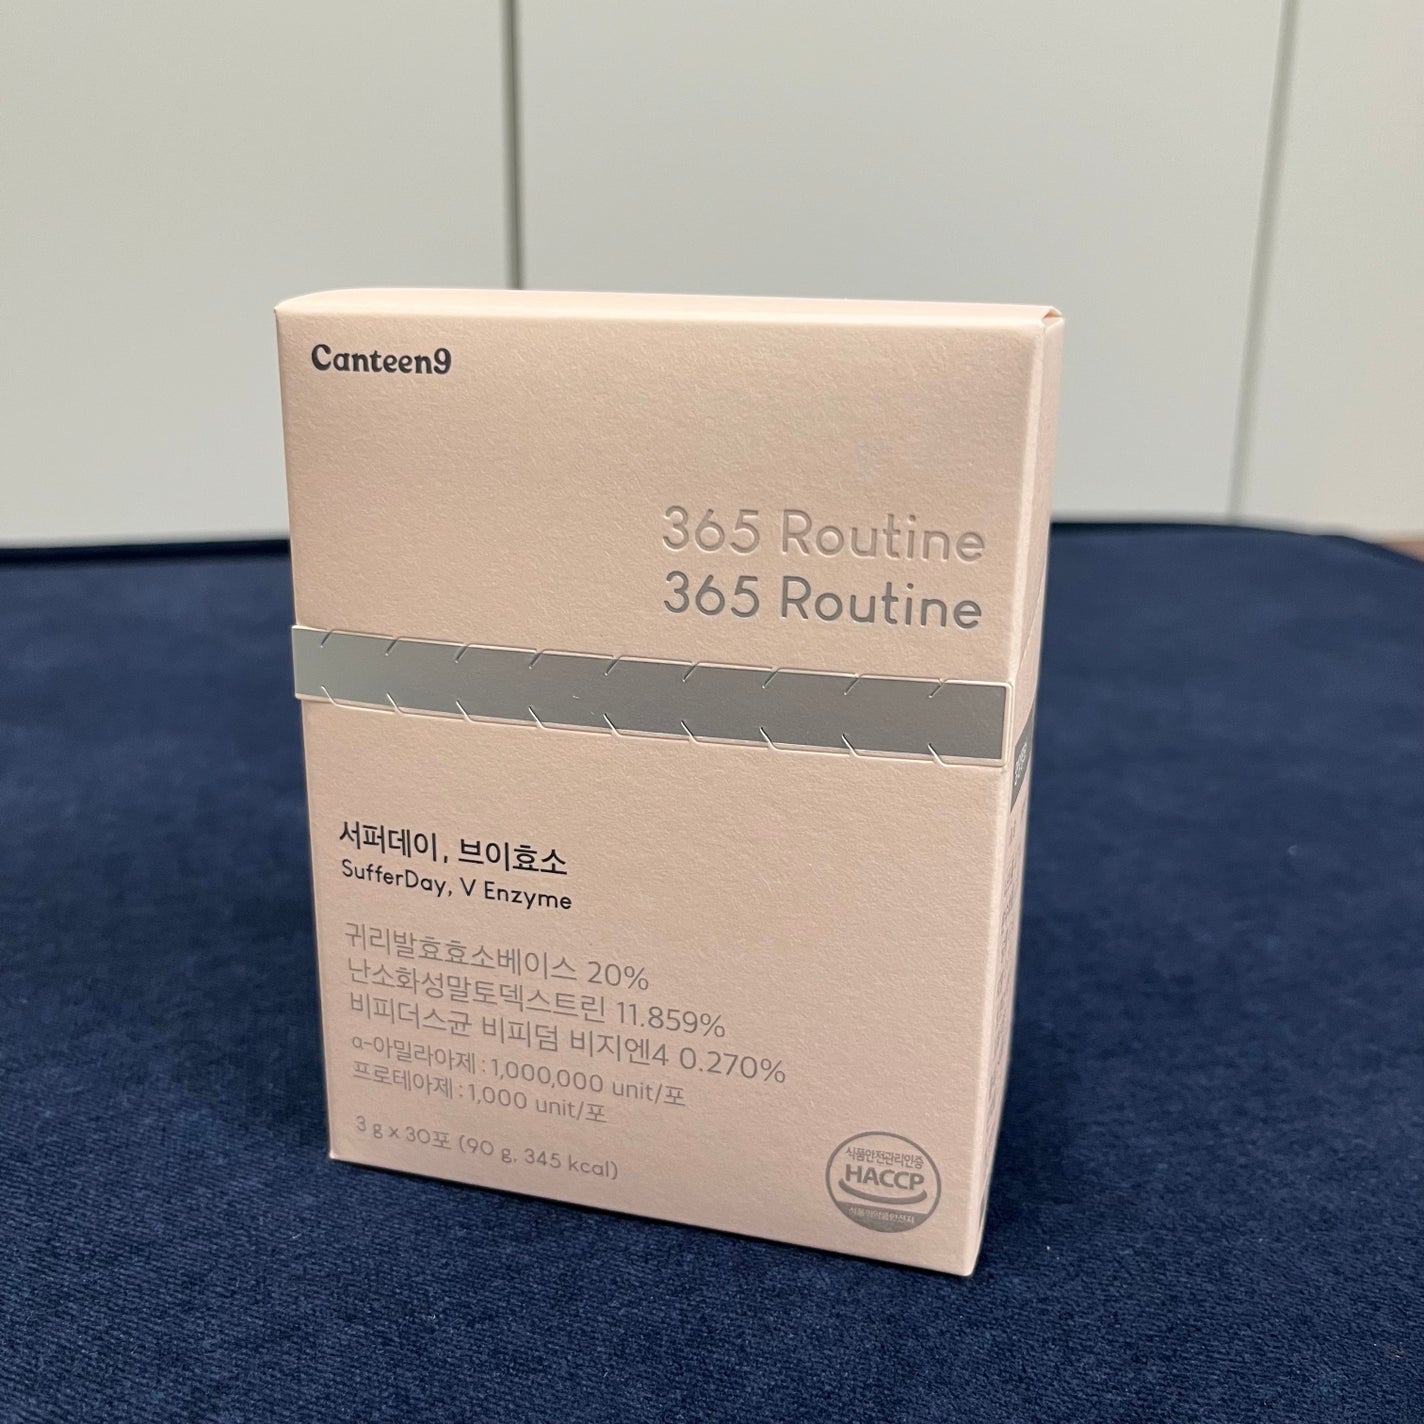 Canteen9
365 Routine
365 Routine
서퍼데이, 브이효소
SufferDay, V Enzyme
귀리발효효소베이스 20%
난소화성말토덱스트린 11.859%
비피더스균 비피덤 비지엔4 0.270%
α-아밀라아제 : 1,000,000 unit/포
프로테아제 : 1,000 unit/포
3 g x 30포 (90 g, 345 kcal)
식품안전관리인증
HACCP